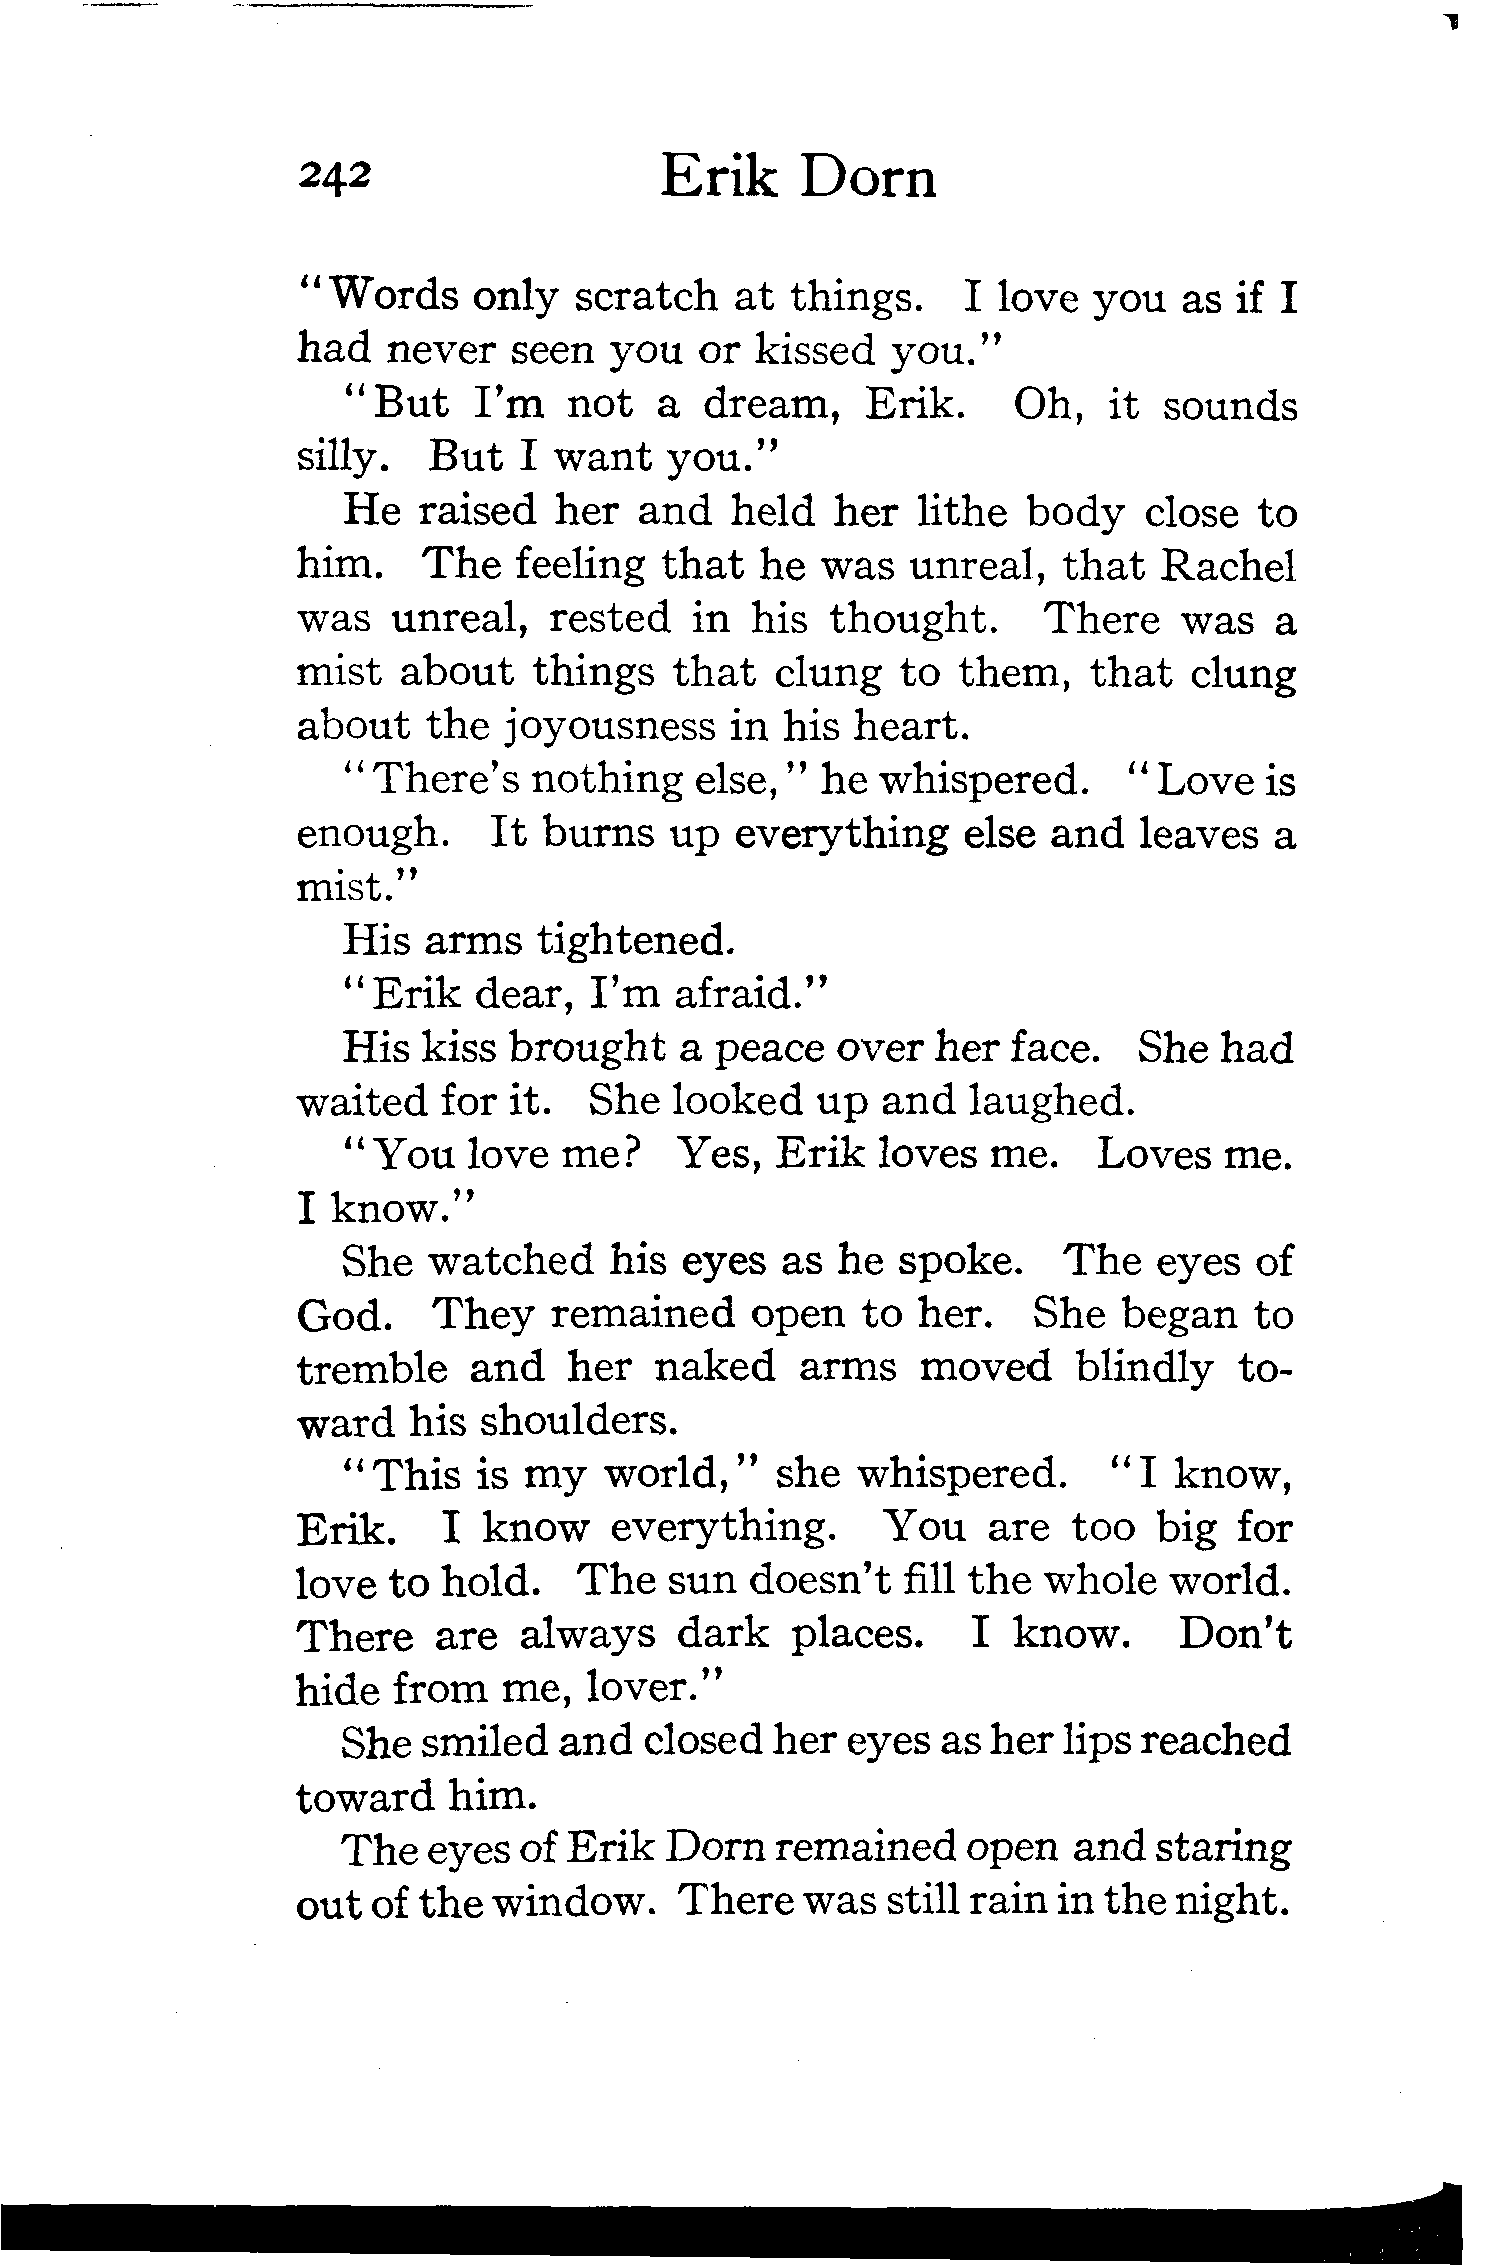 242 Erik Dorn
"Words only scratch at things. I love you as if I
had never seen you or kissed you."
"But I'm not a dream, Erik. Oh, it sounds
silly. But I want you."
He raised her and held her lithe body close to
him. The feeling that he was unreal, that Rachel
was unreal, rested in his thought. There was a
mist about things that clung to them, that clung
about the joyousness in his heart.
"There's nothing else," he whispered. "Love is
enough. It burns up everything else and leaves a
mist."
His arms tightened.
"Erik dear, I'm afraid."
His kiss brought a peace over her face. She had
waited for it. She looked up and laughed.
"You love me? Yes, Erik loves me. Loves me.
I know."
She watched his eyes as he spoke. The eyes of
God. They remained open to her. She began to
tremble and her naked arms moved blindly to-
ward his shoulders.
"This is my world," she whispered. "I know,
Erik. I know everything. You are too big for
love to hold. The sun doesn't fill the whole world.
There are always dark places. I know. Don't
hide from me, lover."
She smiled and closed her eyes as her lips reached
toward him.
The eyes of Erik Dorn remained open and staring
out of the window. There was still rain in the night.